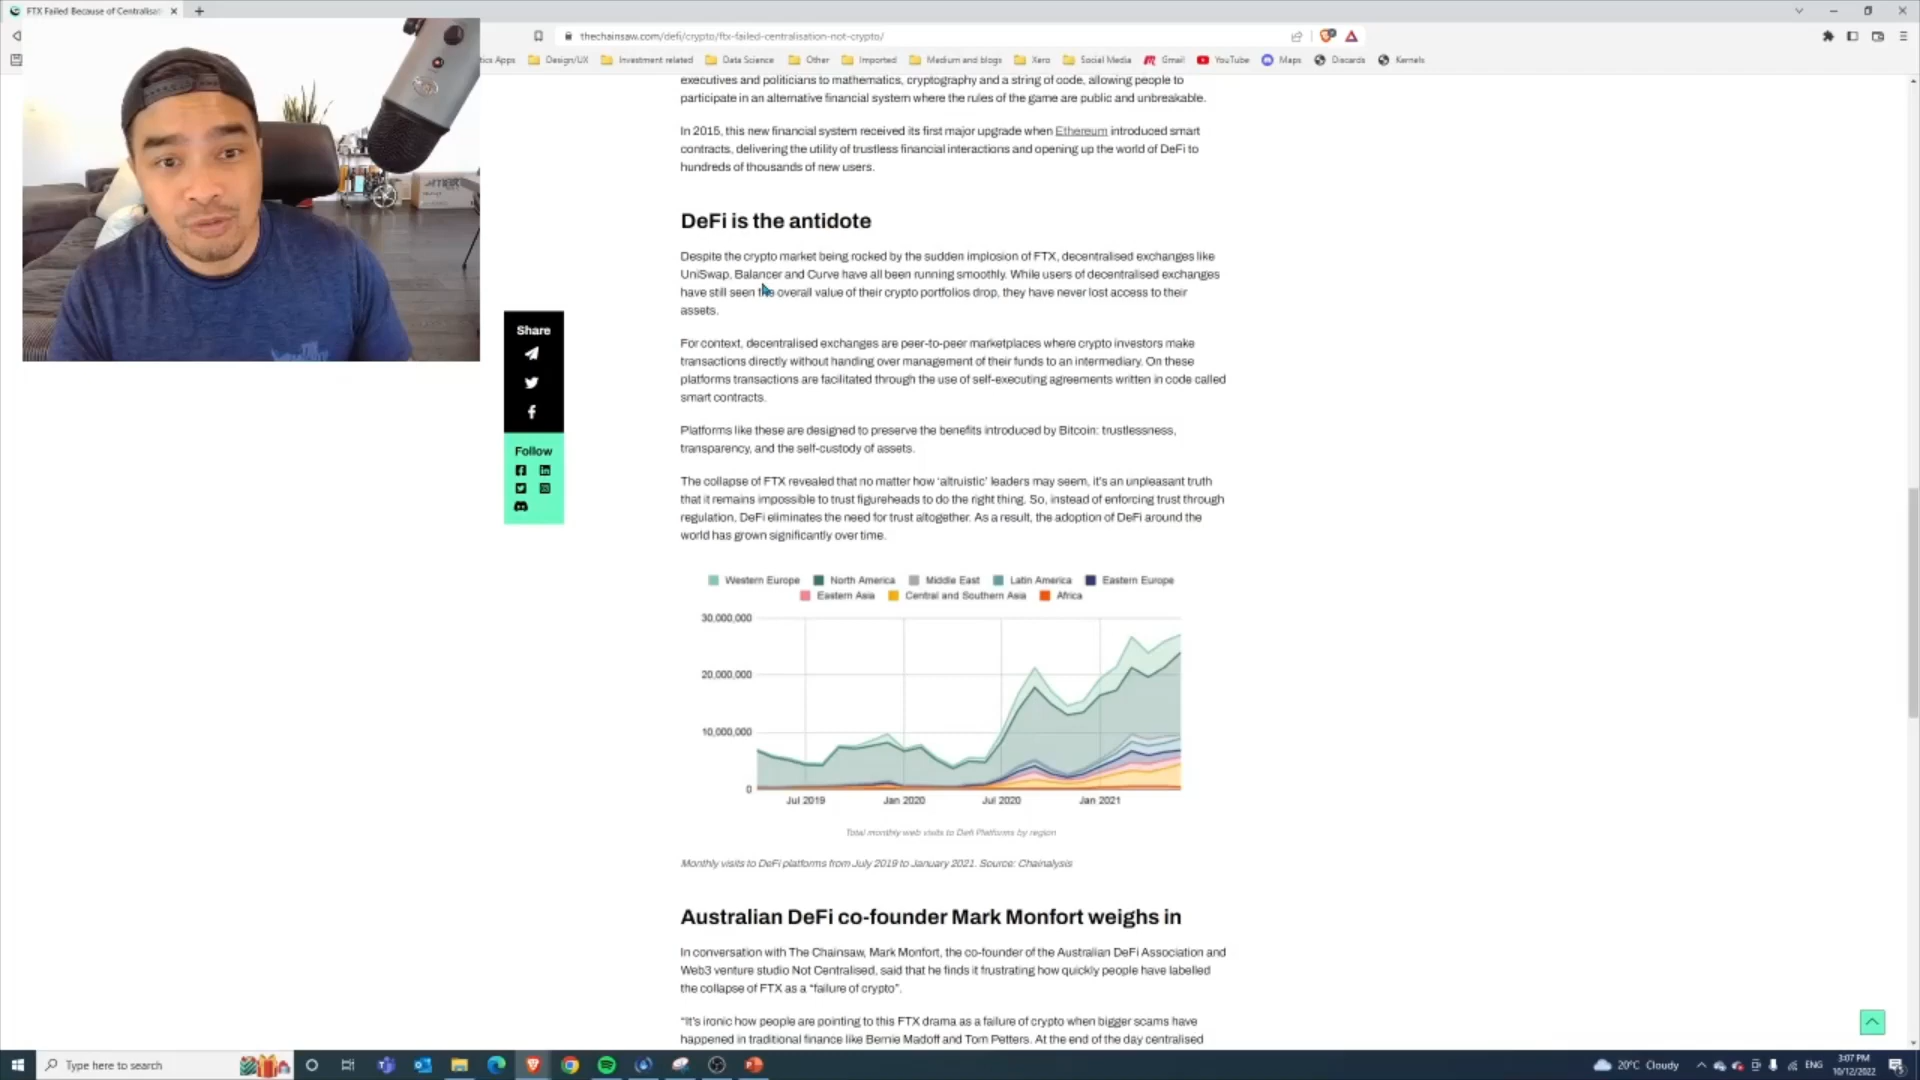 FTX Failed Because of Centralisat
thechainsaw.com/defi/crypto/ftx-failed-centralisation-not-crypto/
tics Apps Design/UX Investment related Data Science Other Imported Medium and blogs Xero Social Media Gmail YouTube Maps Discards Kernels
executives and politicians to mathematics, cryptography and a string of code, allowing people to
participate in an alternative financial system where the rules of the game are public and unbreakable.
In 2015, this new financial system received its first major upgrade when Ethereum introduced smart
contracts, delivering the utility of trustless financial interactions and opening up the world of DeFi to
hundreds of thousands of new users.
DeFi is the antidote
Despite the crypto market being rocked by the sudden implosion of FTX, decentralised exchanges like
UniSwap, Balancer and Curve have all been running smoothly. While users of decentralised exchanges
have still seen the overall value of their crypto portfolios drop, they have never lost access to their
assets.
For context, decentralised exchanges are peer-to-peer marketplaces where crypto investors make
transactions directly without handing over management of their funds to an intermediary. On these
platforms transactions are facilitated through the use of self-executing agreements written in code called
smart contracts.
Platforms like these are designed to preserve the benefits introduced by Bitcoin: trustlessness,
transparency, and the self-custody of assets.
The collapse of FTX revealed that no matter how ‘altruistic’ leaders may seem, it’s an unpleasant truth
that it remains impossible to trust figureheads to do the right thing. So, instead of enforcing trust through
regulation, DeFi eliminates the need for trust altogether. As a result, the adoption of DeFi around the
world has grown significantly over time.
Share
Follow
Western Europe North America Middle East Latin America Eastern Europe
Eastern Asia Central and Southern Asia Africa
30,000,000
20,000,000
10,000,000
0
Jul 2019 Jan 2020 Jul 2020 Jan 2021
Total monthly web visits to Defi Platforms by region
Monthly visits to DeFi platforms from July 2019 to January 2021. Source: Chainalysis
Australian DeFi co-founder Mark Monfort weighs in
In conversation with The Chainsaw, Mark Monfort, the co-founder of the Australian DeFi Association and
Web3 venture studio Not Centralised, said that he finds it frustrating how quickly people have labelled
the collapse of FTX as a “failure of crypto”.
“It’s ironic how people are pointing to this FTX drama as a failure of crypto when bigger scams have
happened in traditional finance like Bernie Madoff and Tom Petters. At the end of the day centralised
Type here to search
20°C Cloudy
ENG
3:07 PM
10/12/2022